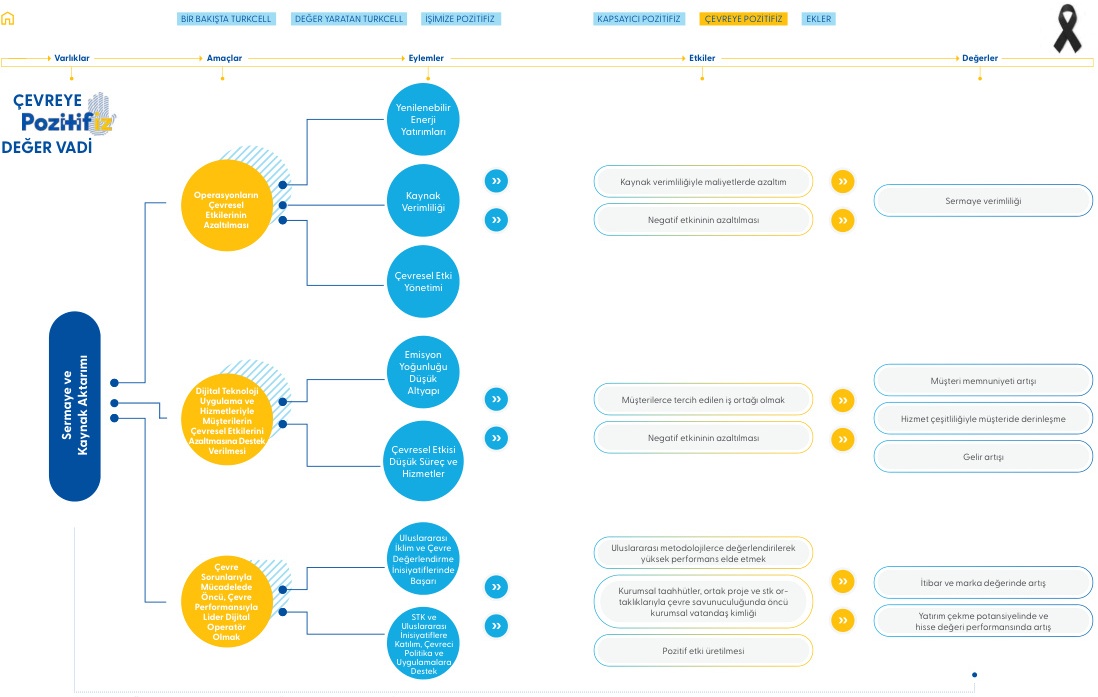 BİR BAKIŞTA TURKCELL
DEĞER YARATAN TURKCELL
İŞİMİZE POZİTİFİZ
KAPSAYICI POZİTİFİZ
ÇEVREYE POZİTİFİZ
EKLER
Varlıklar
Amaçlar
Eylemler
Etkiler
Değerler
ÇEVREYE
Pozitifiz
DEĞER VADİ
Sermaye ve
Kaynak Aktarımı
Operasyonların
Çevresel
Etkilerinin
Azaltılması
Yenilenebilir
Enerji
Yatırımları
Kaynak
Verimliliği
Çevresel Etki
Yönetimi
Kaynak verimliliğiyle maliyetlerde azaltım
Negatif etkininin azaltılması
Sermaye verimliliği
Dijital Teknoloji
Uygulama ve
Hizmetleriyle
Müşterilerin
Çevresel Etkilerini
Azaltmasına Destek
Verilmesi
Emisyon
Yoğunluğu
Düşük
Altyapı
Çevresel Etkisi
Düşük Süreç ve
Hizmetler
Müşterilerce tercih edilen iş ortağı olmak
Negatif etkininin azaltılması
Müşteri memnuniyeti artışı
Hizmet çeşitliliğiyle müşteride derinleşme
Gelir artışı
Çevre
Sorunlarıyla
Mücadelede
Öncü, Çevre
Performansıyla
Lider Dijital
Operatör
Olmak
Uluslararası
İklim ve Çevre
Değerlendirme
İnisiyatiflerinde
Başarı
STK ve
Uluslararası
İnisiyatiflere
Katılım, Çevreci
Politika ve
Uygulamalara
Destek
Uluslararası metodolojilerce değerlendirilerek
yüksek performans elde etmek
Kurumsal taahhütler, ortak proje ve stk or-
taklıklarıyla çevre savunuculuğunda öncü
kurumsal vatandaş kimliği
Pozitif etki üretilmesi
İtibar ve marka değerinde artış
Yatırım çekme potansiyelinde ve
hisse değeri performansında artış